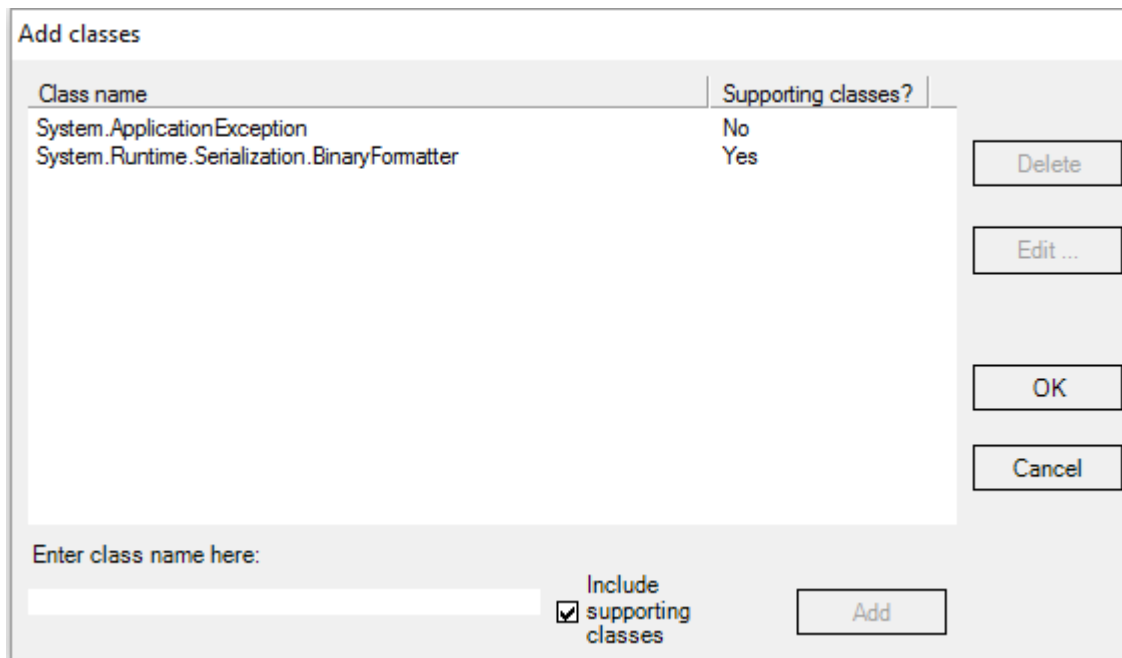 Add classes
Class name Supporting classes?
System.ApplicationException No
System.Runtime.Serialization.BinaryFormatter Yes
Delete
Edit ...
OK
Cancel
Enter class name here:
Include
supporting
classes
Add